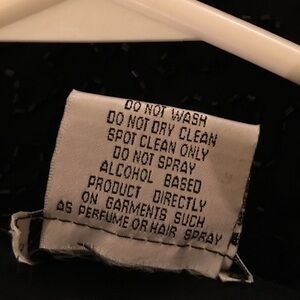 DO NOT WASH
DO NOT DRY CLEAN
SPOT CLEAN ONLY
DO NOT SPRAY
ALCOHOL BASED
PRODUCT DIRECTLY
ON GARMENTS SUCH
AS PERFUME OR HAIR SPRAY